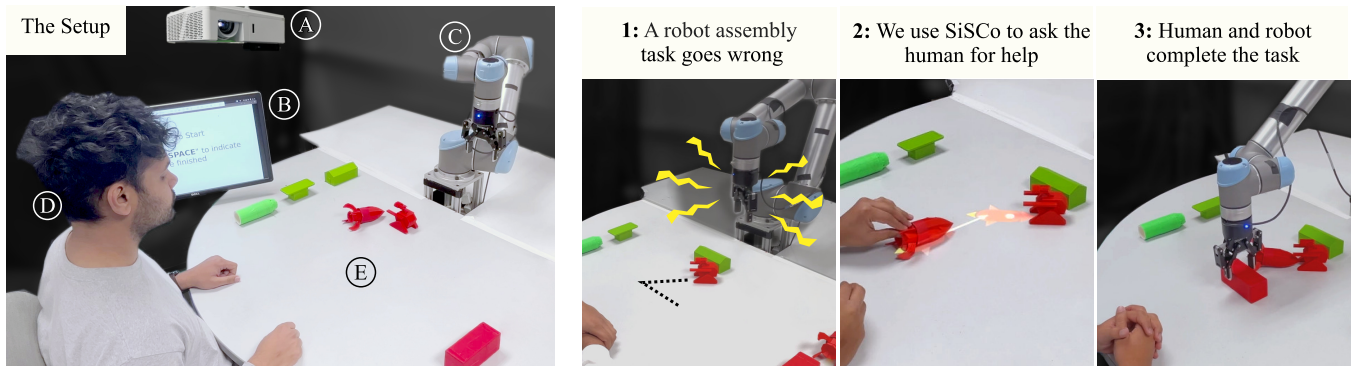 The Setup
A
B
C
D
E
Start
SPACE" to indicate
finished
DELL
1: A robot assembly
task goes wrong
2: We use SiSCo to ask the
human for help
3: Human and robot
complete the task